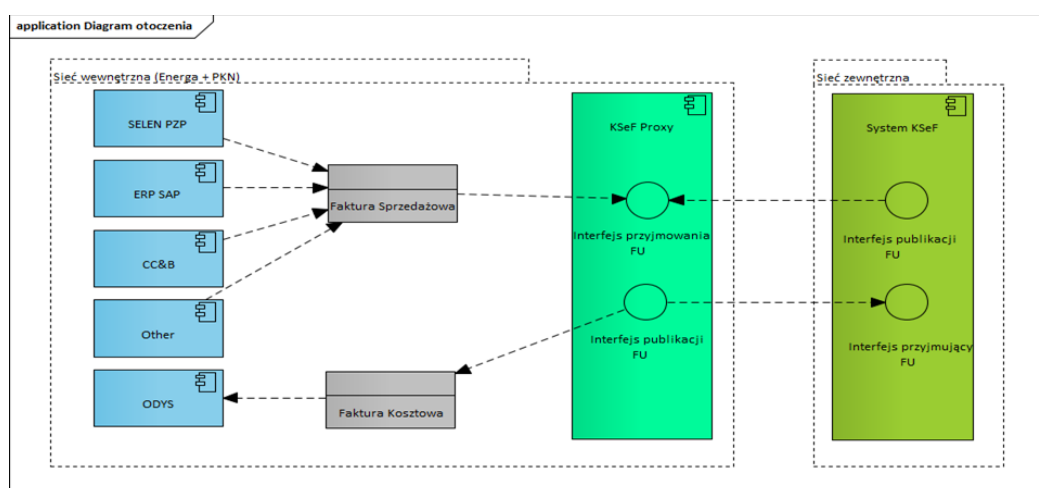 application Diagram otoczenia
Sieć wewnętrzna (Energa + PKN)
Sieć zewnętrzna
SELEN PZP
KSeF Proxy
System KSeF
ERP SAP
Faktura Sprzedażowa
Interfejs przyjmowania
FU
Interfejs publikacji
FU
CC&B
Other
Interfejs publikacji
FU
Interfejs przyjmujący
FU
ODYS
Faktura Kosztowa